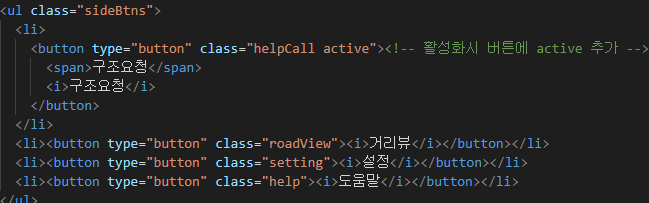 <ul class="sideBtns">
<li>
<button type="button" class="helpCall active"><!-- 활성화시 버튼에 active 추가 -->
<span>구조요청</span>
<i>구조요청</i>
</button>
</li>
<li><button type="button" class="roadView"><i>거리뷰</i></button></li>
<li><button type="button" class="setting"><i>설정</i></button></li>
<li><button type="button" class="help"><i>도움말</i></button></li>
</ul>